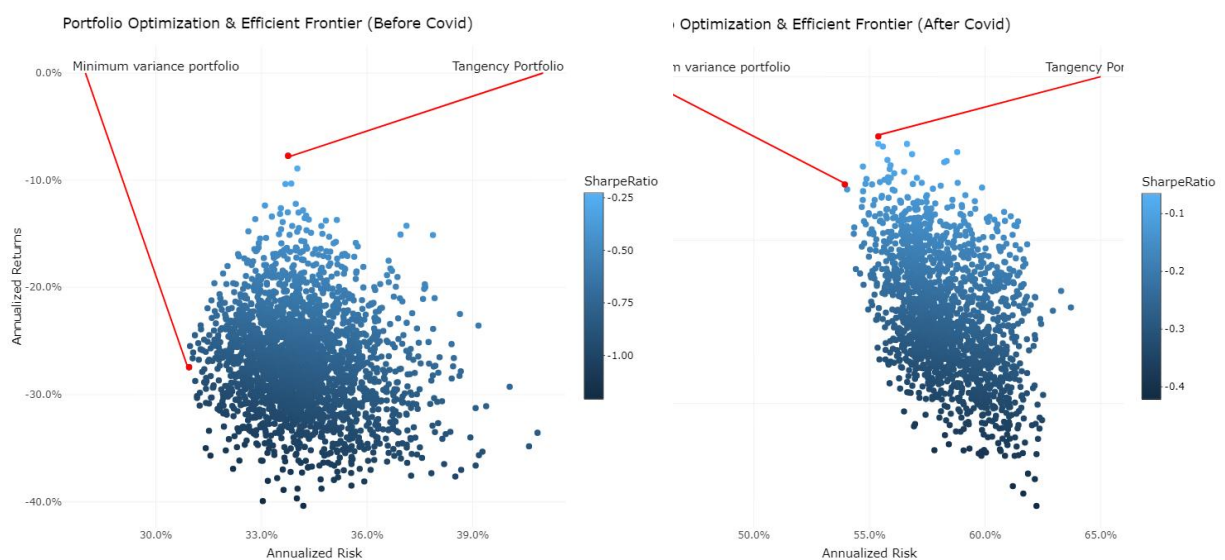 Portfolio Optimization & Efficient Frontier (Before Covid)
Minimum variance portfolio
Tangency Portfolio
0.0%
-10.0%
-20.0%
-30.0%
-40.0%
Annualized Returns
30.0%
33.0%
36.0%
39.0%
Annualized Risk
SharpeRatio
-0.25
-0.50
-0.75
-1.00
Optimization & Efficient Frontier (After Covid)
m variance portfolio
Tangency Por
50.0%
55.0%
60.0%
65.0%
Annualized Risk
SharpeRatio
-0.1
-0.2
-0.3
-0.4